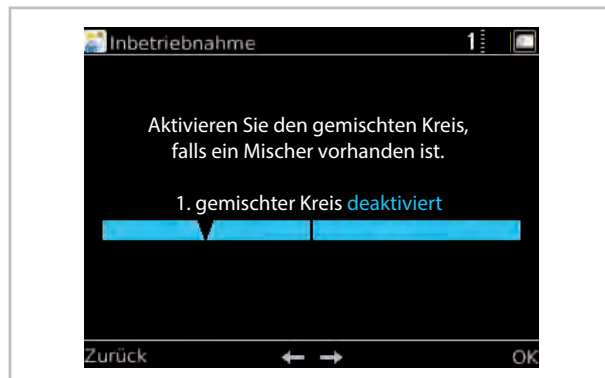 Inbetriebnahme 1
Aktivieren Sie den gemischten Kreis,
falls ein Mischer vorhanden ist.
1. gemischter Kreis deaktiviert
Zurück ← → OK